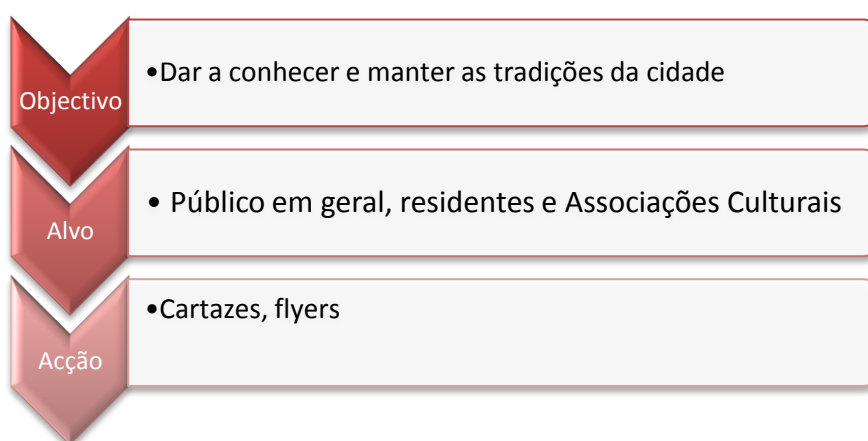 Objectivo
•Dar a conhecer e manter as tradições da cidade
Alvo
• Público em geral, residentes e Associações Culturais
Acção
•Cartazes, flyers